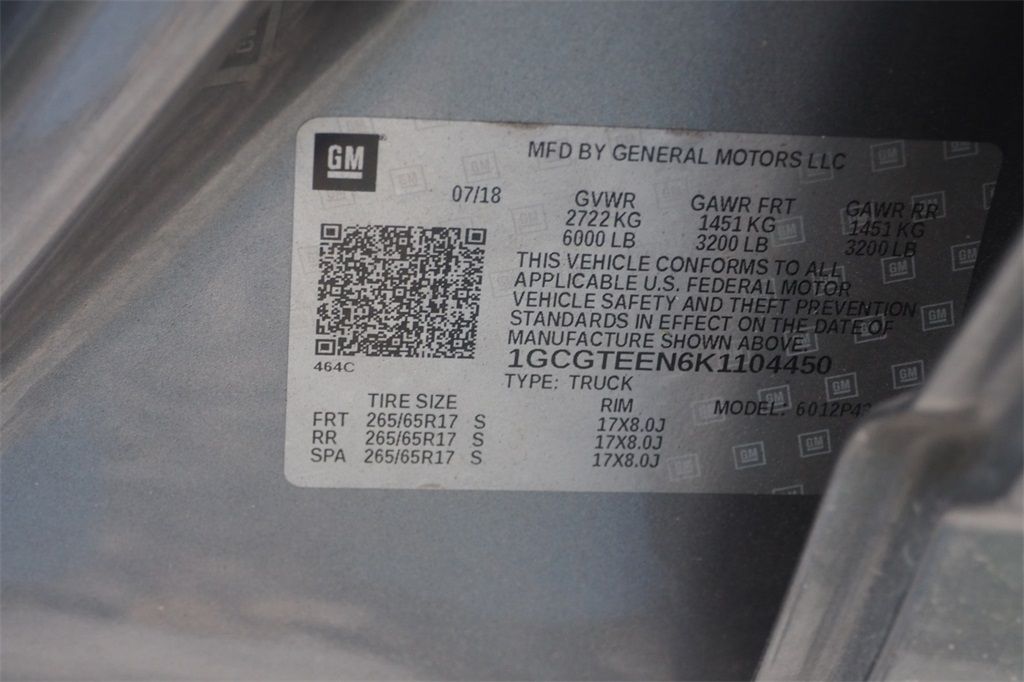 GM
MFD BY GENERAL MOTORS LLC
07/18
GVWR GAWR FRT GAWR RR
2722 KG 1451 KG 1451 KG
6000 LB 3200 LB 3200 LB
THIS VEHICLE CONFORMS TO ALL
APPLICABLE U.S. FEDERAL MOTOR
VEHICLE SAFETY AND THEFT PREVENTION
STANDARDS IN EFFECT ON THE DATE OF
MANUFACTURE SHOWN ABOVE.
1GCGTEEN6K1104450
464C
TYPE: TRUCK
TIRE SIZE RIM MODEL:
FRT 265/65R17 S 17X8.0J
RR 265/65R17 S 17X8.0J
SPA 265/65R17 S 17X8.0J